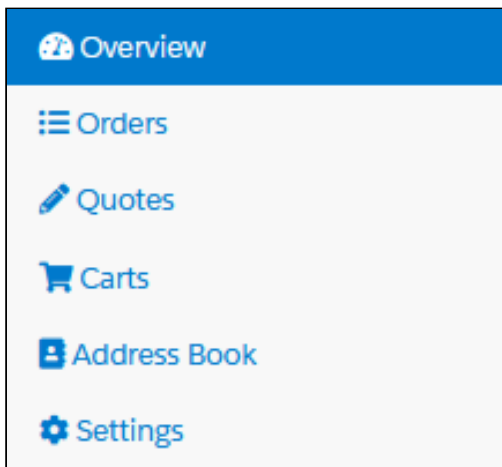 Overview
Orders
Quotes
Carts
Address Book
Settings